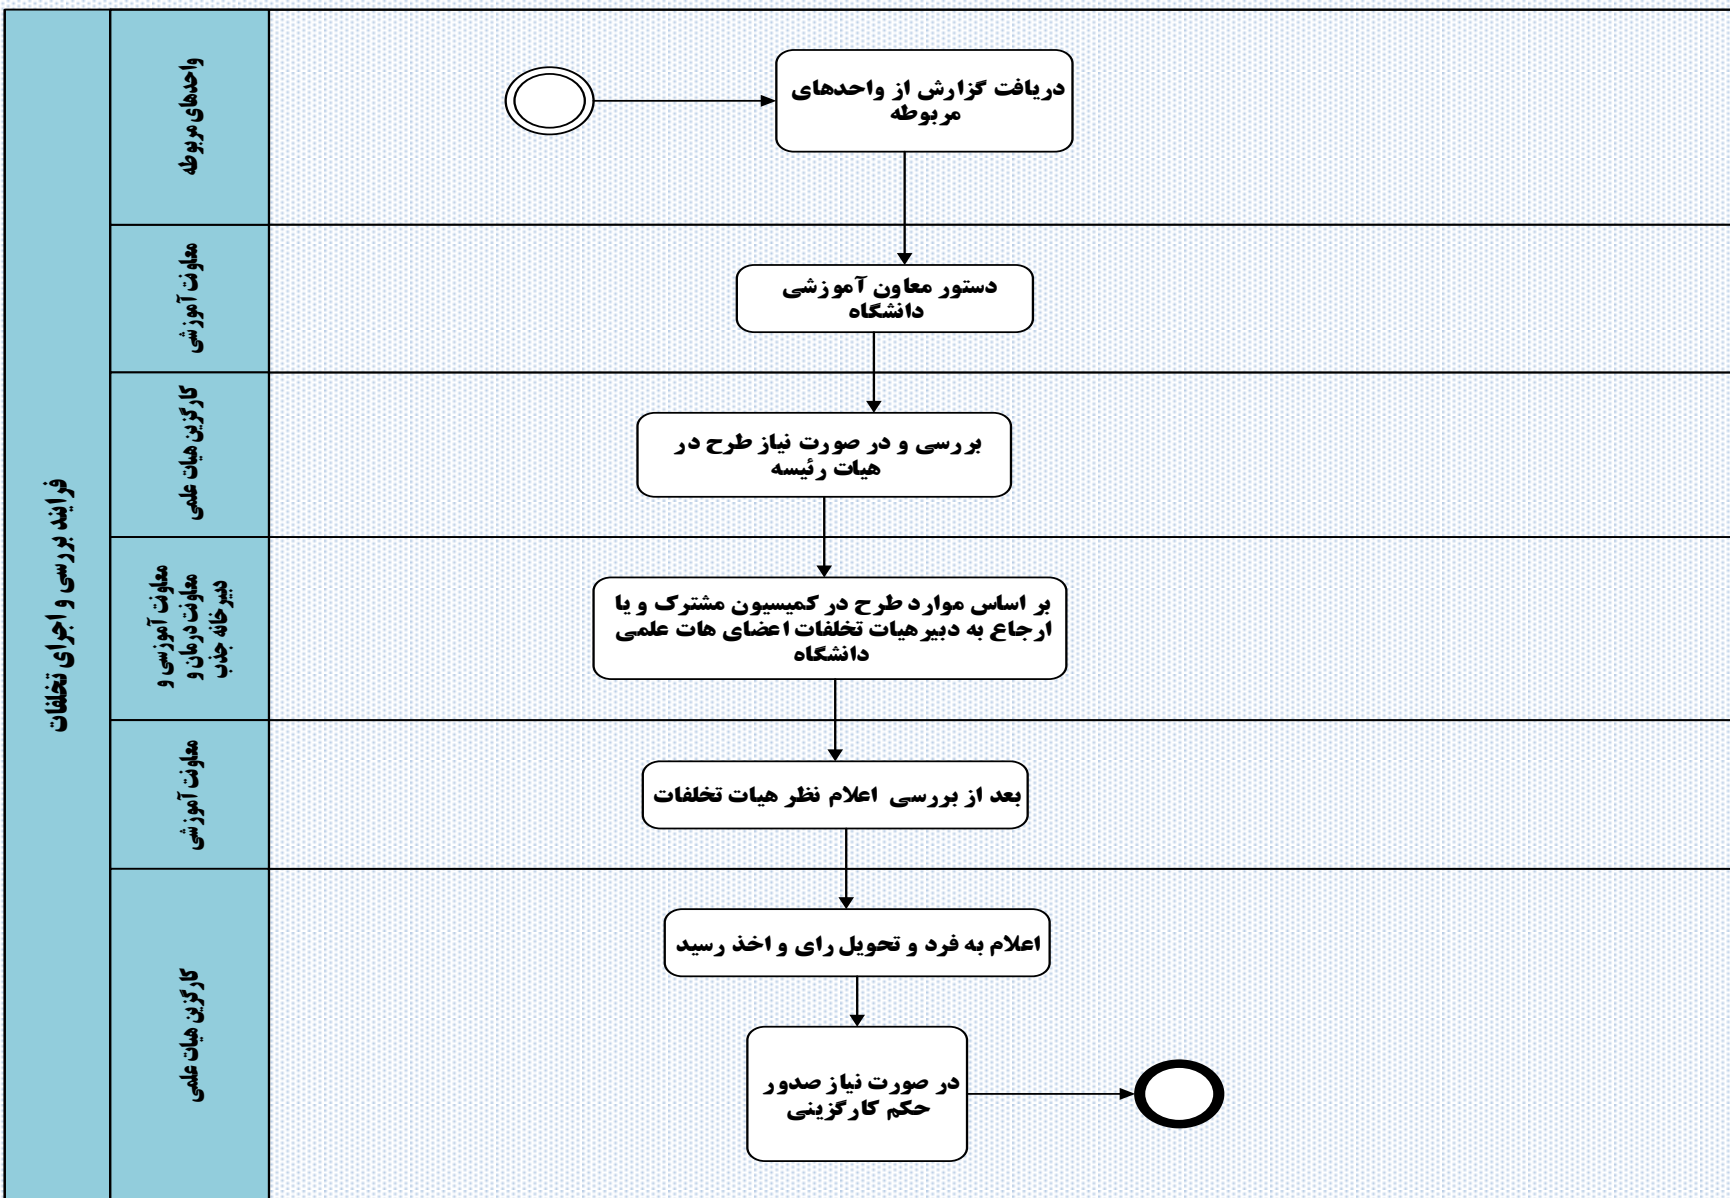 فرایند بررسی و اجرای تخلفات
واحدهای مربوطه
دریافت گزارش از واحدهای
مربوطه
معاونت آموزشی
دستور معاون آموزشی
دانشگاه
کارگزین هیات علمی
بررسی و در صورت نیاز طرح در
هیات رئیسه
معاونت آموزسی و
معاونت درمان و
دبیرخانه جذب
بر اساس موارد طرح در کمیسیون مشترک و یا
ارجاع به دبیرهیات تخلفات اعضای هات علمی
دانشگاه
معاونت آموزشی
بعد از بررسی اعلام نظر هیات تخلفات
کارگزین هیات علمی
اعلام به فرد و تحویل رای و اخذ رسید
در صورت نیاز صدور
حکم کارگزینی